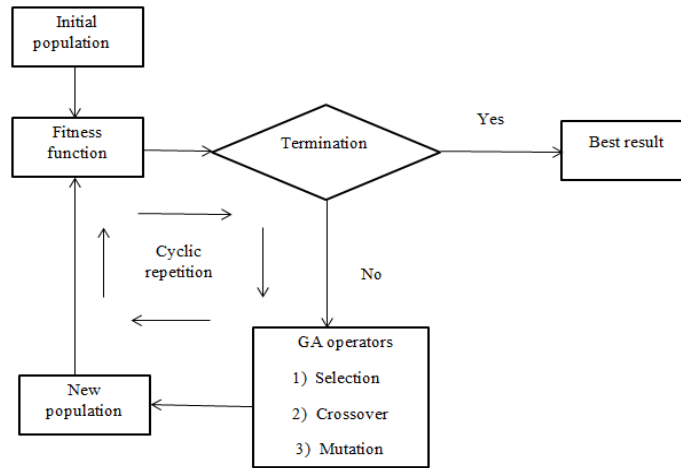 Initial
population
Fitness
function
Termination
Yes
Best result
Cyclic
repetition
No
GA operators
1) Selection
2) Crossover
3) Mutation
New
population